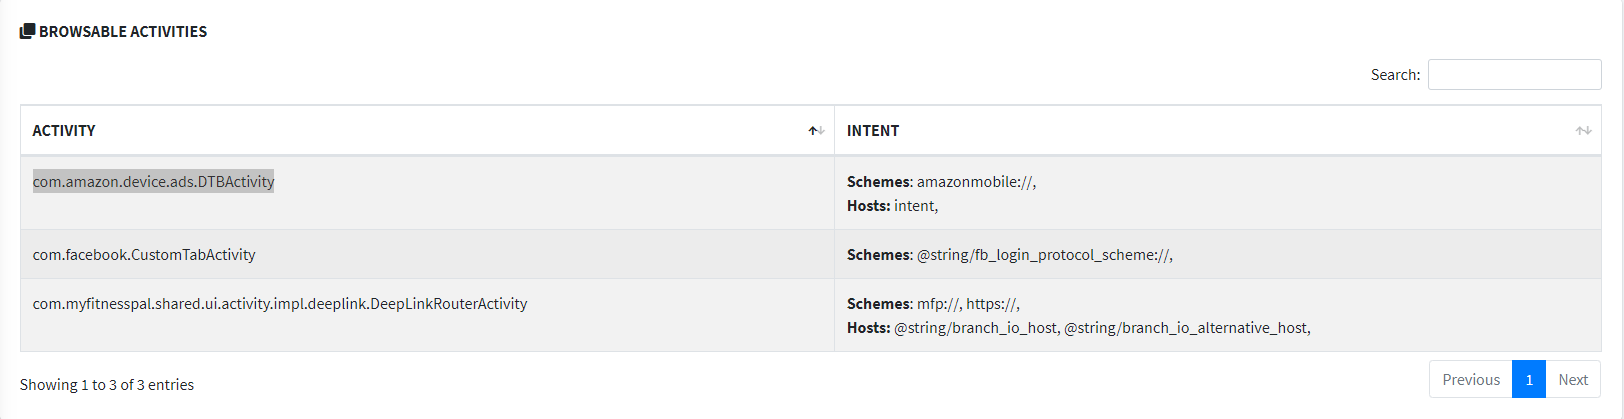 BROWSABLE ACTIVITIES
Search:
ACTIVITY INTENT
com.amazon.device.ads.DTBActivity Schemes: amazonmobile://,
Hosts: intent,
com.facebook.CustomTabActivity Schemes: @string/fb_login_protocol_scheme://,
com.myfitnesspal.shared.ui.activity.impl.deeplink.DeepLinkRouterActivity Schemes: mfp://, https://,
Hosts: @string/branch_io_host, @string/branch_io_alternative_host,
Showing 1 to 3 of 3 entries Previous 1 Next